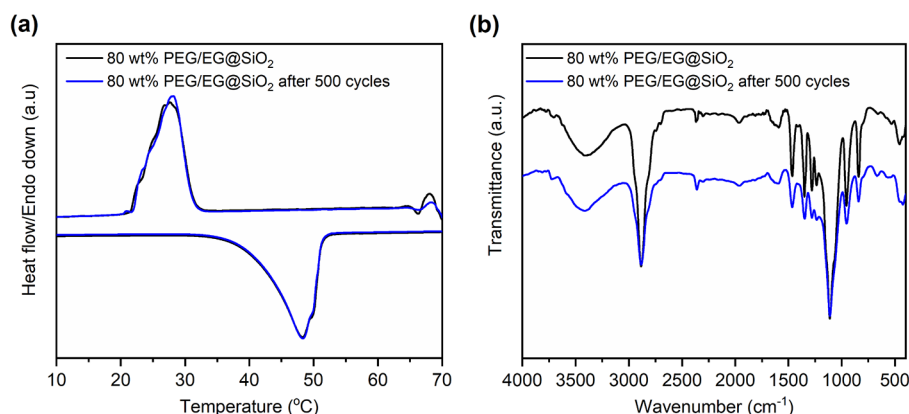 (a)
80 wt% PEG/EG@SiO₂
80 wt% PEG/EG@SiO₂ after 500 cycles
Heat flow/Endo down (a.u)
10 20 30 40 50 60 70
Temperature (°C)
(b)
80 wt% PEG/EG@SiO₂
80 wt% PEG/EG@SiO₂ after 500 cycles
Transmittance (a.u.)
4000 3500 3000 2500 2000 1500 1000 500
Wavenumber (cm⁻¹)